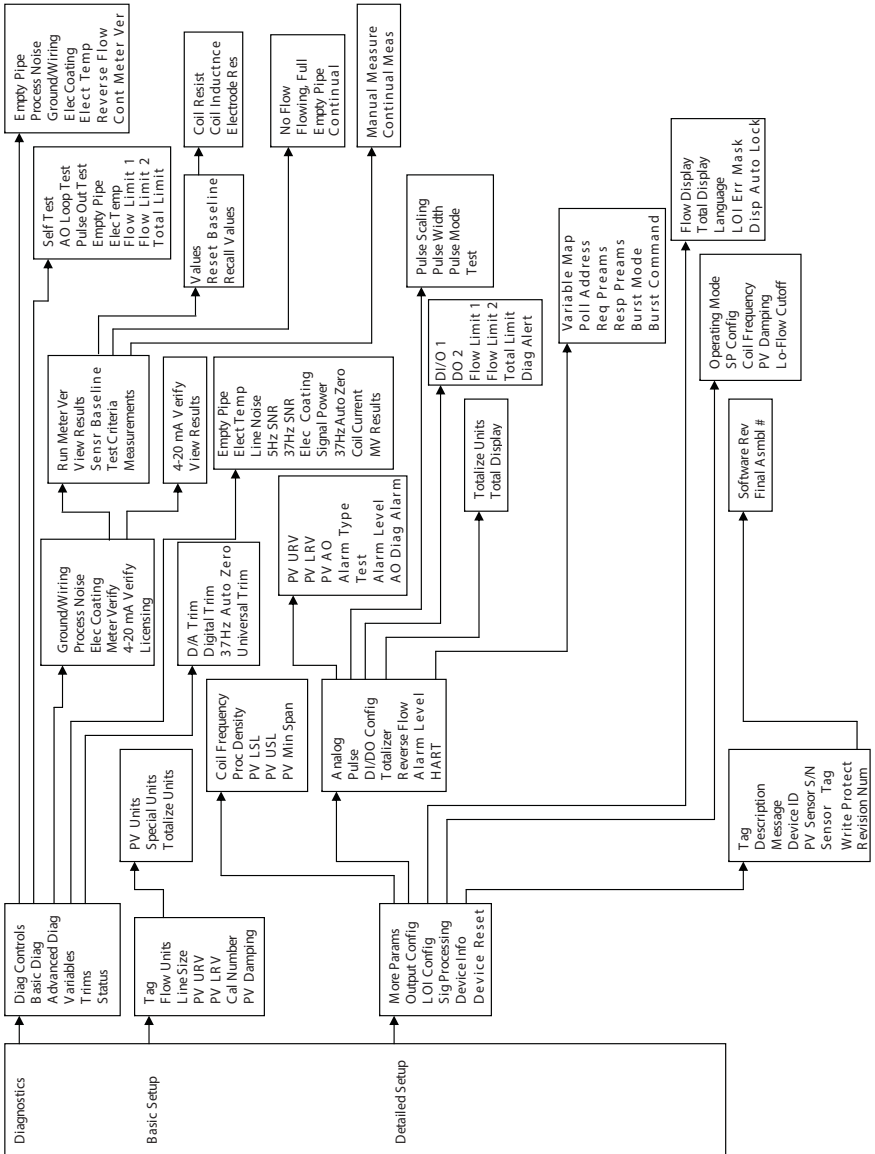 Diagnostics
Basic Setup
Detailed Setup
Diag Controls
Basic Diag
Advanced Diag
Variables
Trims
Status
Tag
Flow Units
Line Size
PV URV
PV LRV
Cal Number
PV Damping
More Params
Output Config
LOI Config
Sig Processing
Device Info
Device Reset
PV Units
Special Units
Totalize Units
Coil Frequency
Proc Density
PV LSL
PV USL
PV Min Span
Analog
Pulse
DI/DO Config
Totalizer
Reverse Flow
Alarm Level
HART
Tag
Description
Message
Device ID
PV Sensor S/N
Sensor Tag
Write Protect
Revision Num
Ground/Wiring
Process Noise
Elec Coating
Meter Verify
4-20 mA Verify
Licensing
D/A Trim
Digital Trim
37Hz Auto Zero
Universal Trim
PV URV
PV LRV
PV AO
Alarm Type
Test
Alarm Level
AO Diag Alarm
Run Meter Ver
View Results
Sensr Baseline
Test Criteria
Measurements
4-20 mA Verify
View Results
Empty Pipe
Elect Temp
Line Noise
5Hz SNR
37Hz SNR
Elec Coating
Signal Power
37Hz Auto Zero
Coil Current
MV Results
Totalize Units
Total Display
Software Rev
Final Asmbl #
Self Test
AO Loop Test
Pulse Out Test
Empty Pipe
Elec Temp
Flow Limit 1
Flow Limit 2
Total Limit
Values
Reset Baseline
Recall Values
DI/O 1
DO 2
Flow Limit 1
Flow Limit 2
Total Limit
Diag Alert
Pulse Scaling
Pulse Width
Pulse Mode
Test
Variable Map
Poll Address
Req Preams
Resp Preams
Burst Mode
Burst Command
Operating Mode
SP Config
Coil Frequency
PV Damping
Lo-Flow Cutoff
Empty Pipe
Process Noise
Ground/Wiring
Elec Coating
Elect Temp
Reverse Flow
Cont Meter Ver
Coil Resist
Coil Inductnce
Electrode Res
No Flow
Flowing, Full
Empty Pipe
Continual
Manual Measure
Continual Meas
Flow Display
Total Display
Language
LOI Err Mask
Disp Auto Lock